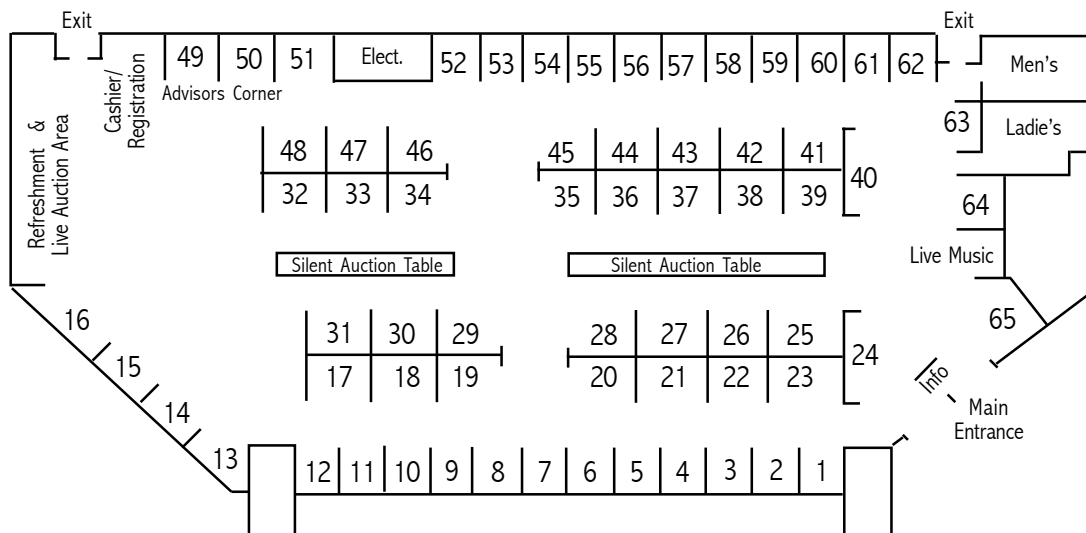 Exit
Exit
49 50 51 Elect. 52 53 54 55 56 57 58 59 60 61 62
Men's
Advisors Corner
Cashier/
Registration
63
Ladie's
Refreshment &
Live Auction Area
48 47 46
45 44 43 42 41
40
32 33 34
35 36 37 38 39
64
Silent Auction Table
Silent Auction Table
Live Music
65
16
31 30 29
28 27 26 25
24
15
17 18 19
20 21 22 23
Info
Main
Entrance
14
13
12 11 10 9 8 7 6 5 4 3 2 1